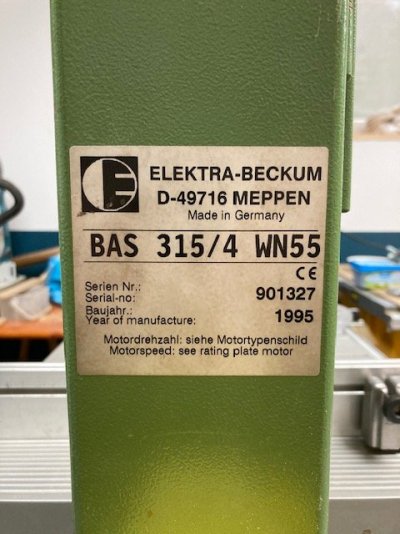 E ELEKTRA-BECKUM
D-49716 MEPPEN
Made in Germany
BAS 315/4 WN55
CE
Serien Nr.:
Serial-no: 901327
Baujahr.:
Year of manufacture: 1995
Motordrehzahl: siehe Motortypenschild
Motorspeed: see rating plate motor